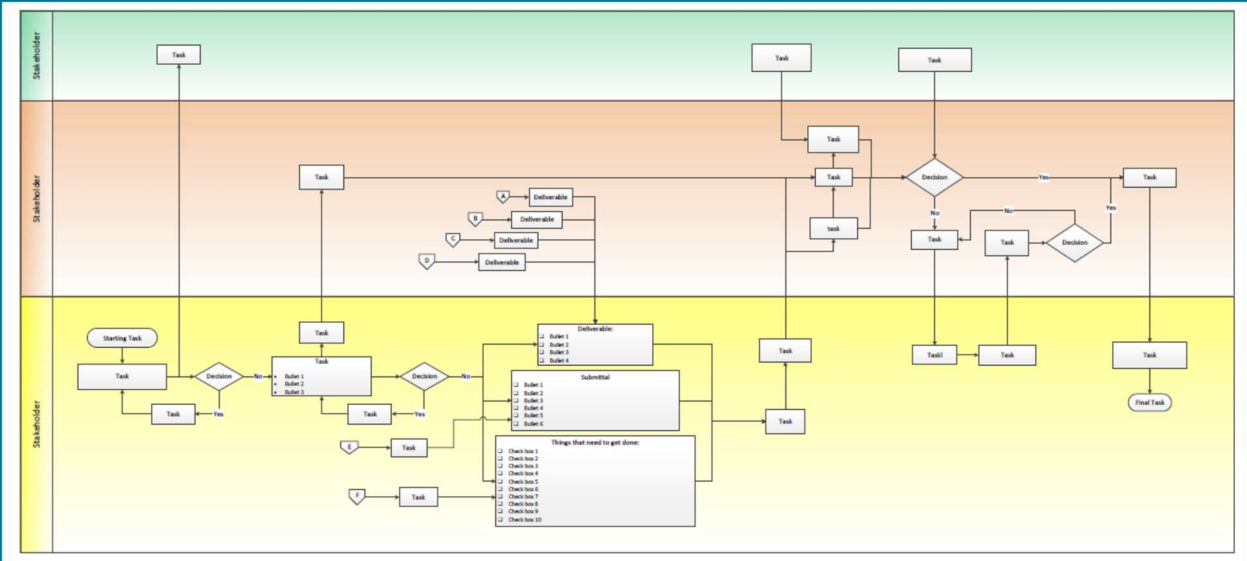 Stakeholder
Task
Task
Task
Stakeholder
Task
A
Deliverable
B
Deliverable
C
Deliverable
D
Deliverable
Task
Task
task
Decision
Yes
No
Task
No
Task
Decision
Yes
Task
Stakeholder
Starting Task
Task
Decision
No
Yes
Task
Task
Task
Bullet 1
Bullet 2
Bullet 3
Decision
No
Yes
Task
Deliverable:
Bullet 1
Bullet 2
Bullet 3
Bullet 4
Submittal
Bullet 1
Bullet 2
Bullet 3
Bullet 4
Bullet 5
Bullet 6
E
Task
Things that need to get done:
Check box 1
Check box 2
Check box 3
Check box 4
Check box 5
Check box 6
Check box 7
Check box 8
Check box 9
Check box 10
F
Task
Task
Task
Taskl
Task
Task
Final Task